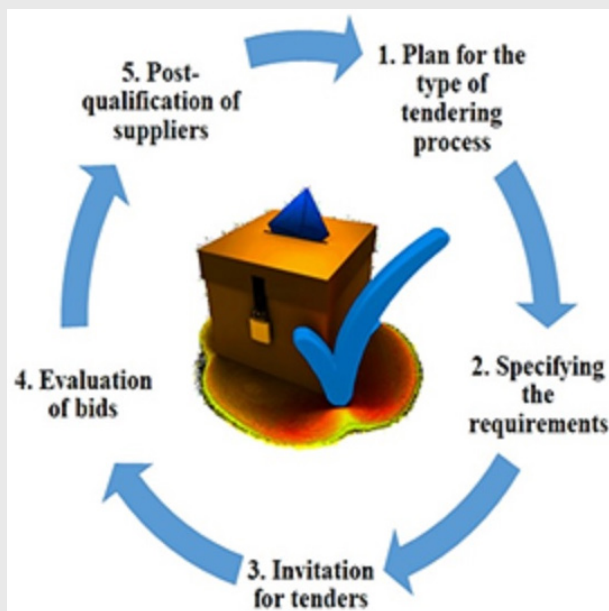 1. Plan for the
type of
tendering
process
2. Specifying
the
requirements
3. Invitation
for tenders
4. Evaluation
of bids
5. Post-
qualification of
suppliers